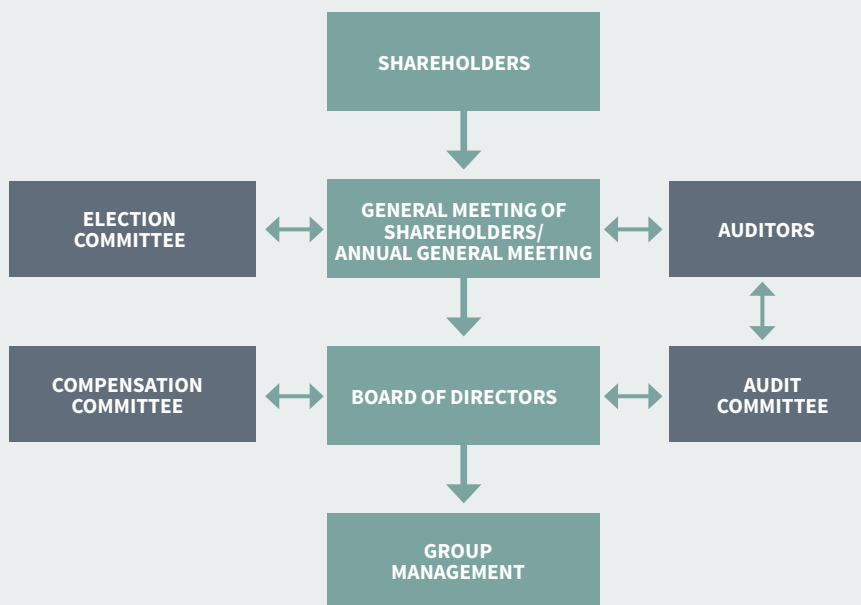 SHAREHOLDERS
ELECTION
COMMITTEE
GENERAL MEETING OF
SHAREHOLDERS/
ANNUAL GENERAL MEETING
AUDITORS
COMPENSATION
COMMITTEE
BOARD OF DIRECTORS
AUDIT
COMMITTEE
GROUP
MANAGEMENT